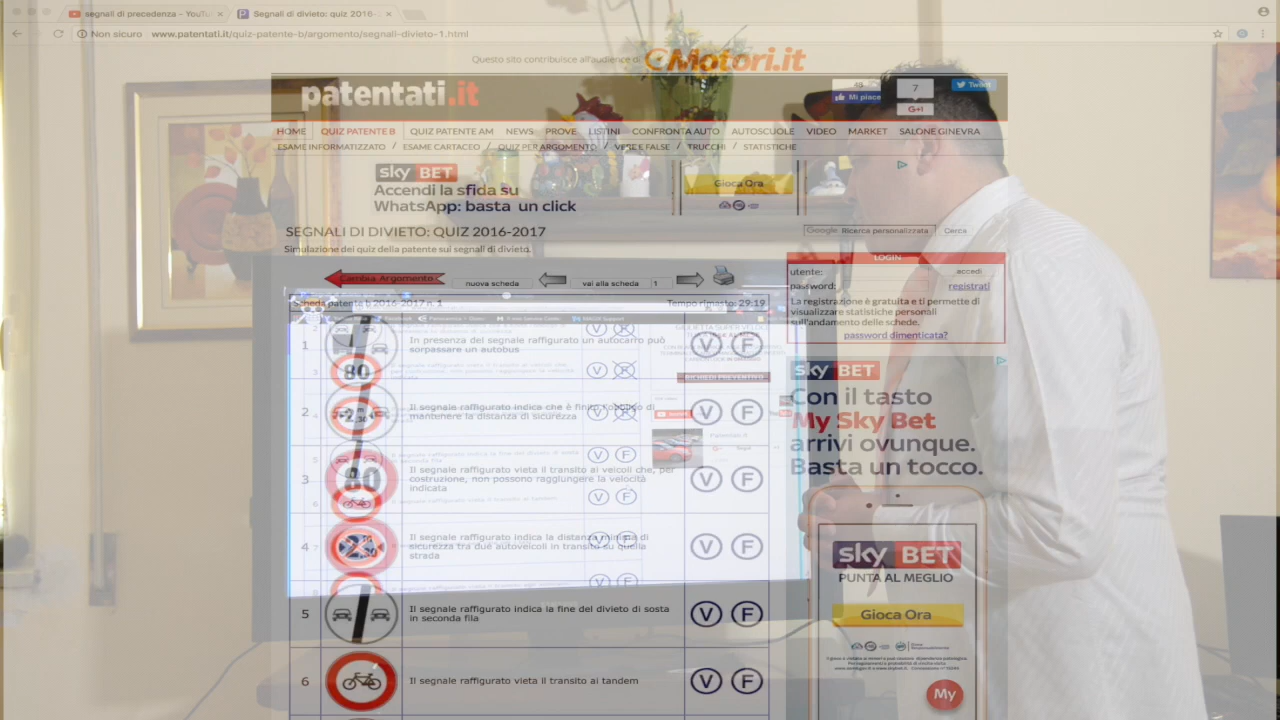 segnali di precedenza – YouTu
Segnali di divieto: quiz 2016-
Non sicuro www.patentati.it/quiz-patente-b/argomento/segnali-divieto-1.html
Questo sito contribuisce all'audience di
Motori.it
patentati.it
49
Mi piace
7
G+1
Tweet
HOME QUIZ PATENTE B QUIZ PATENTE AM NEWS PROVE LISTINI CONFRONTA AUTO AUTOSCUOLE VIDEO MARKET SALONE GINEVRA
ESAME INFORMATIZZATO / ESAME CARTACEO / QUIZ PER ARGOMENTO / VERE E FALSE / TRUCCHI / STATISTICHE
sky BET
Accendi la sfida su
WhatsApp: basta un click
Gioca Ora
SEGNALI DI DIVIETO: QUIZ 2016-2017
Google Ricerca personalizzata Cerca
Simulazione dei quiz della patente sui segnali di divieto.
Cambia Argomento
nuova scheda
vai alla scheda 1
LOGIN
utente:
accedi
password:
registrati
La registrazione è gratuita e ti permette di
visualizzare statistiche personali
sull'andamento delle schede.
password dimenticata?
Scheda patente b 2016-2017 n. 1
Tempo rimasto: 29:19
1
In presenza del segnale raffigurato un autocarro può
sorpassare un autobus
V F
80
2
Il segnale raffigurato indica che è finito l'obbligo di
mantenere la distanza di sicurezza
V F
3
80
Il segnale raffigurato vieta il transito ai veicoli che, per
costruzione, non possono raggiungere la velocità
indicata
V F
4
Il segnale raffigurato indica la distanza minima di
sicurezza tra due autoveicoli in transito su quella
strada
V F
5
Il segnale raffigurato indica la fine del divieto di sosta
in seconda fila
V F
6
Il segnale raffigurato vieta il transito ai tandem
V F
RICHIEDI PREVENTIVO
sky BET
Con il tasto
My Sky Bet
arrivi ovunque.
Basta un tocco.
sky BET
PUNTA AL MEGLIO
Gioca Ora
My